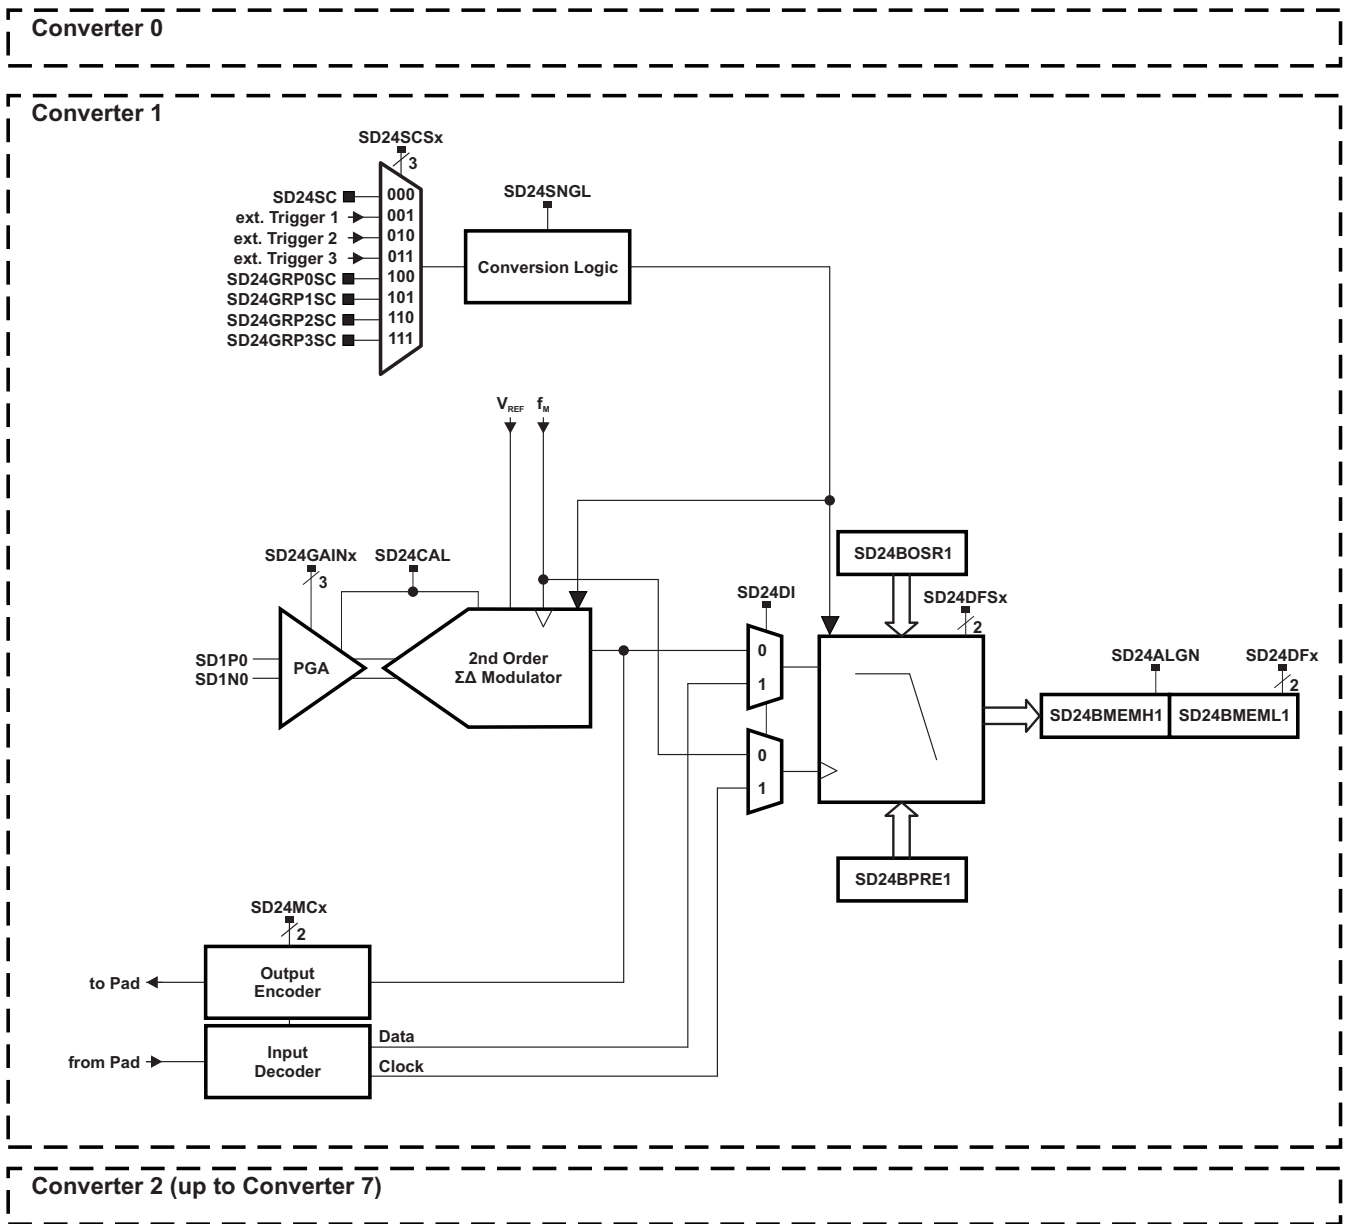 Converter 0
Converter 1
SD24SCSx
3
SD24SC
000
ext. Trigger 1
001
ext. Trigger 2
010
ext. Trigger 3
011
SD24GRP0SC
100
SD24GRP1SC
101
SD24GRP2SC
110
SD24GRP3SC
111
SD24SNGL
Conversion Logic
VREF
fM
SD24GAINx
3
SD24CAL
SD1P0
SD1N0
PGA
2nd Order
ΣΔ Modulator
SD24DI
0
1
0
1
SD24BOSR1
SD24DFSx
2
SD24ALGN
SD24DFx
2
SD24BMEMH1
SD24BMEML1
SD24BPRE1
SD24MCx
2
to Pad
Output
Encoder
from Pad
Input
Decoder
Data
Clock
Converter 2 (up to Converter 7)